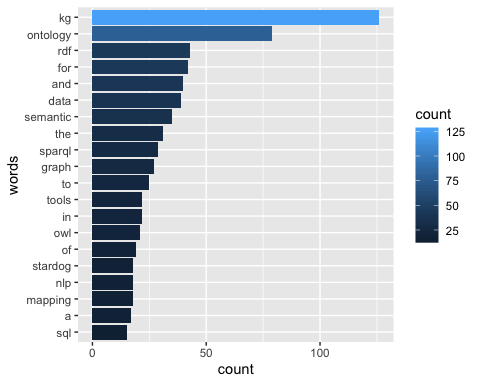 kg
ontology
rdf
for
and
data
semantic
the
sparql
graph
to
tools
in
owl
of
stardog
nlp
mapping
a
sql
words
0 50 100
count
count
125
100
75
50
25